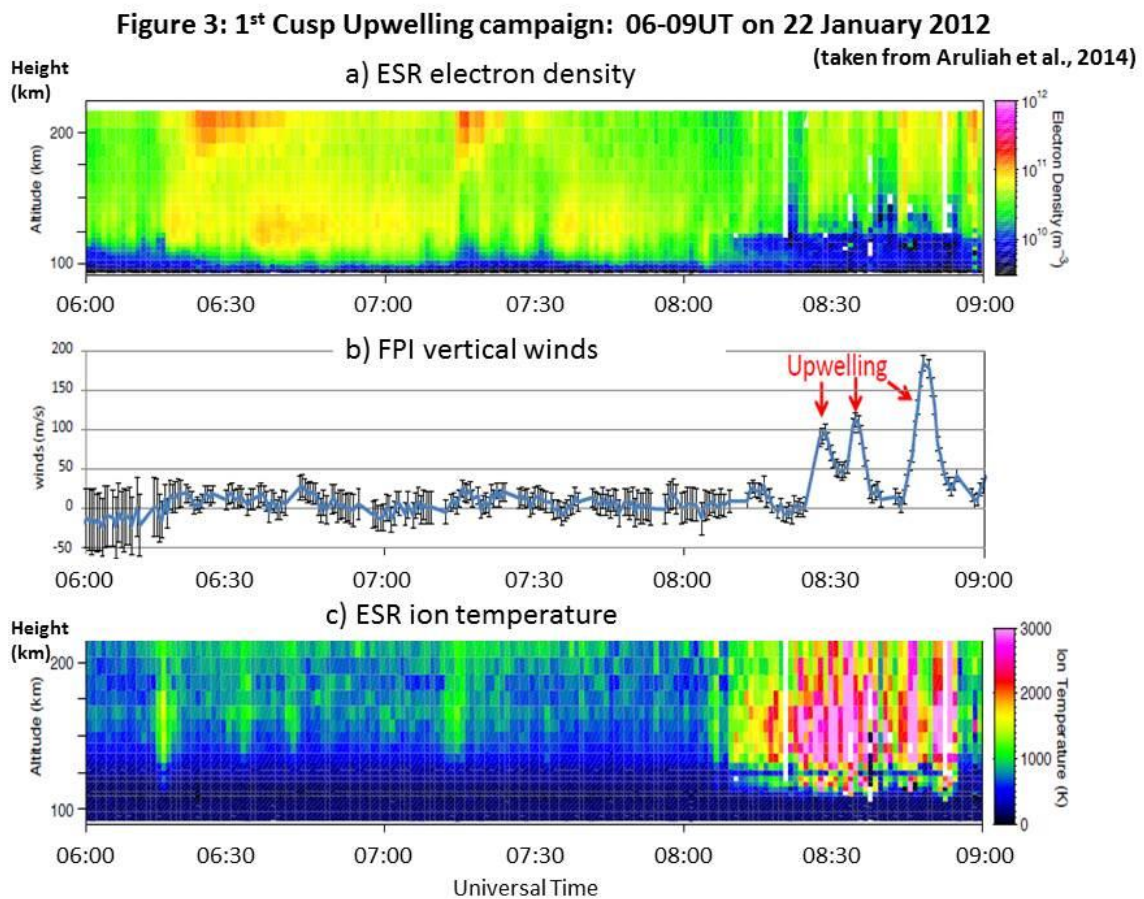 Figure 3: 1st Cusp Upwelling campaign: 06-09UT on 22 January 2012
(taken from Aruliah et al., 2014)
Height
(km)
a) ESR electron density
Altitude (km)
200
100
10^12
10^11
10^10
Electron Density (m^-3)
06:00 06:30 07:00 07:30 08:00 08:30 09:00
b) FPI vertical winds
Upwelling
winds (m/s)
200
150
100
50
0
-50
06:00 06:30 07:00 07:30 08:00 08:30 09:00
c) ESR ion temperature
Height
(km)
Altitude (km)
200
100
3000
2000
1000
0
Ion Temperature (K)
06:00 06:30 07:00 07:30 08:00 08:30 09:00
Universal Time